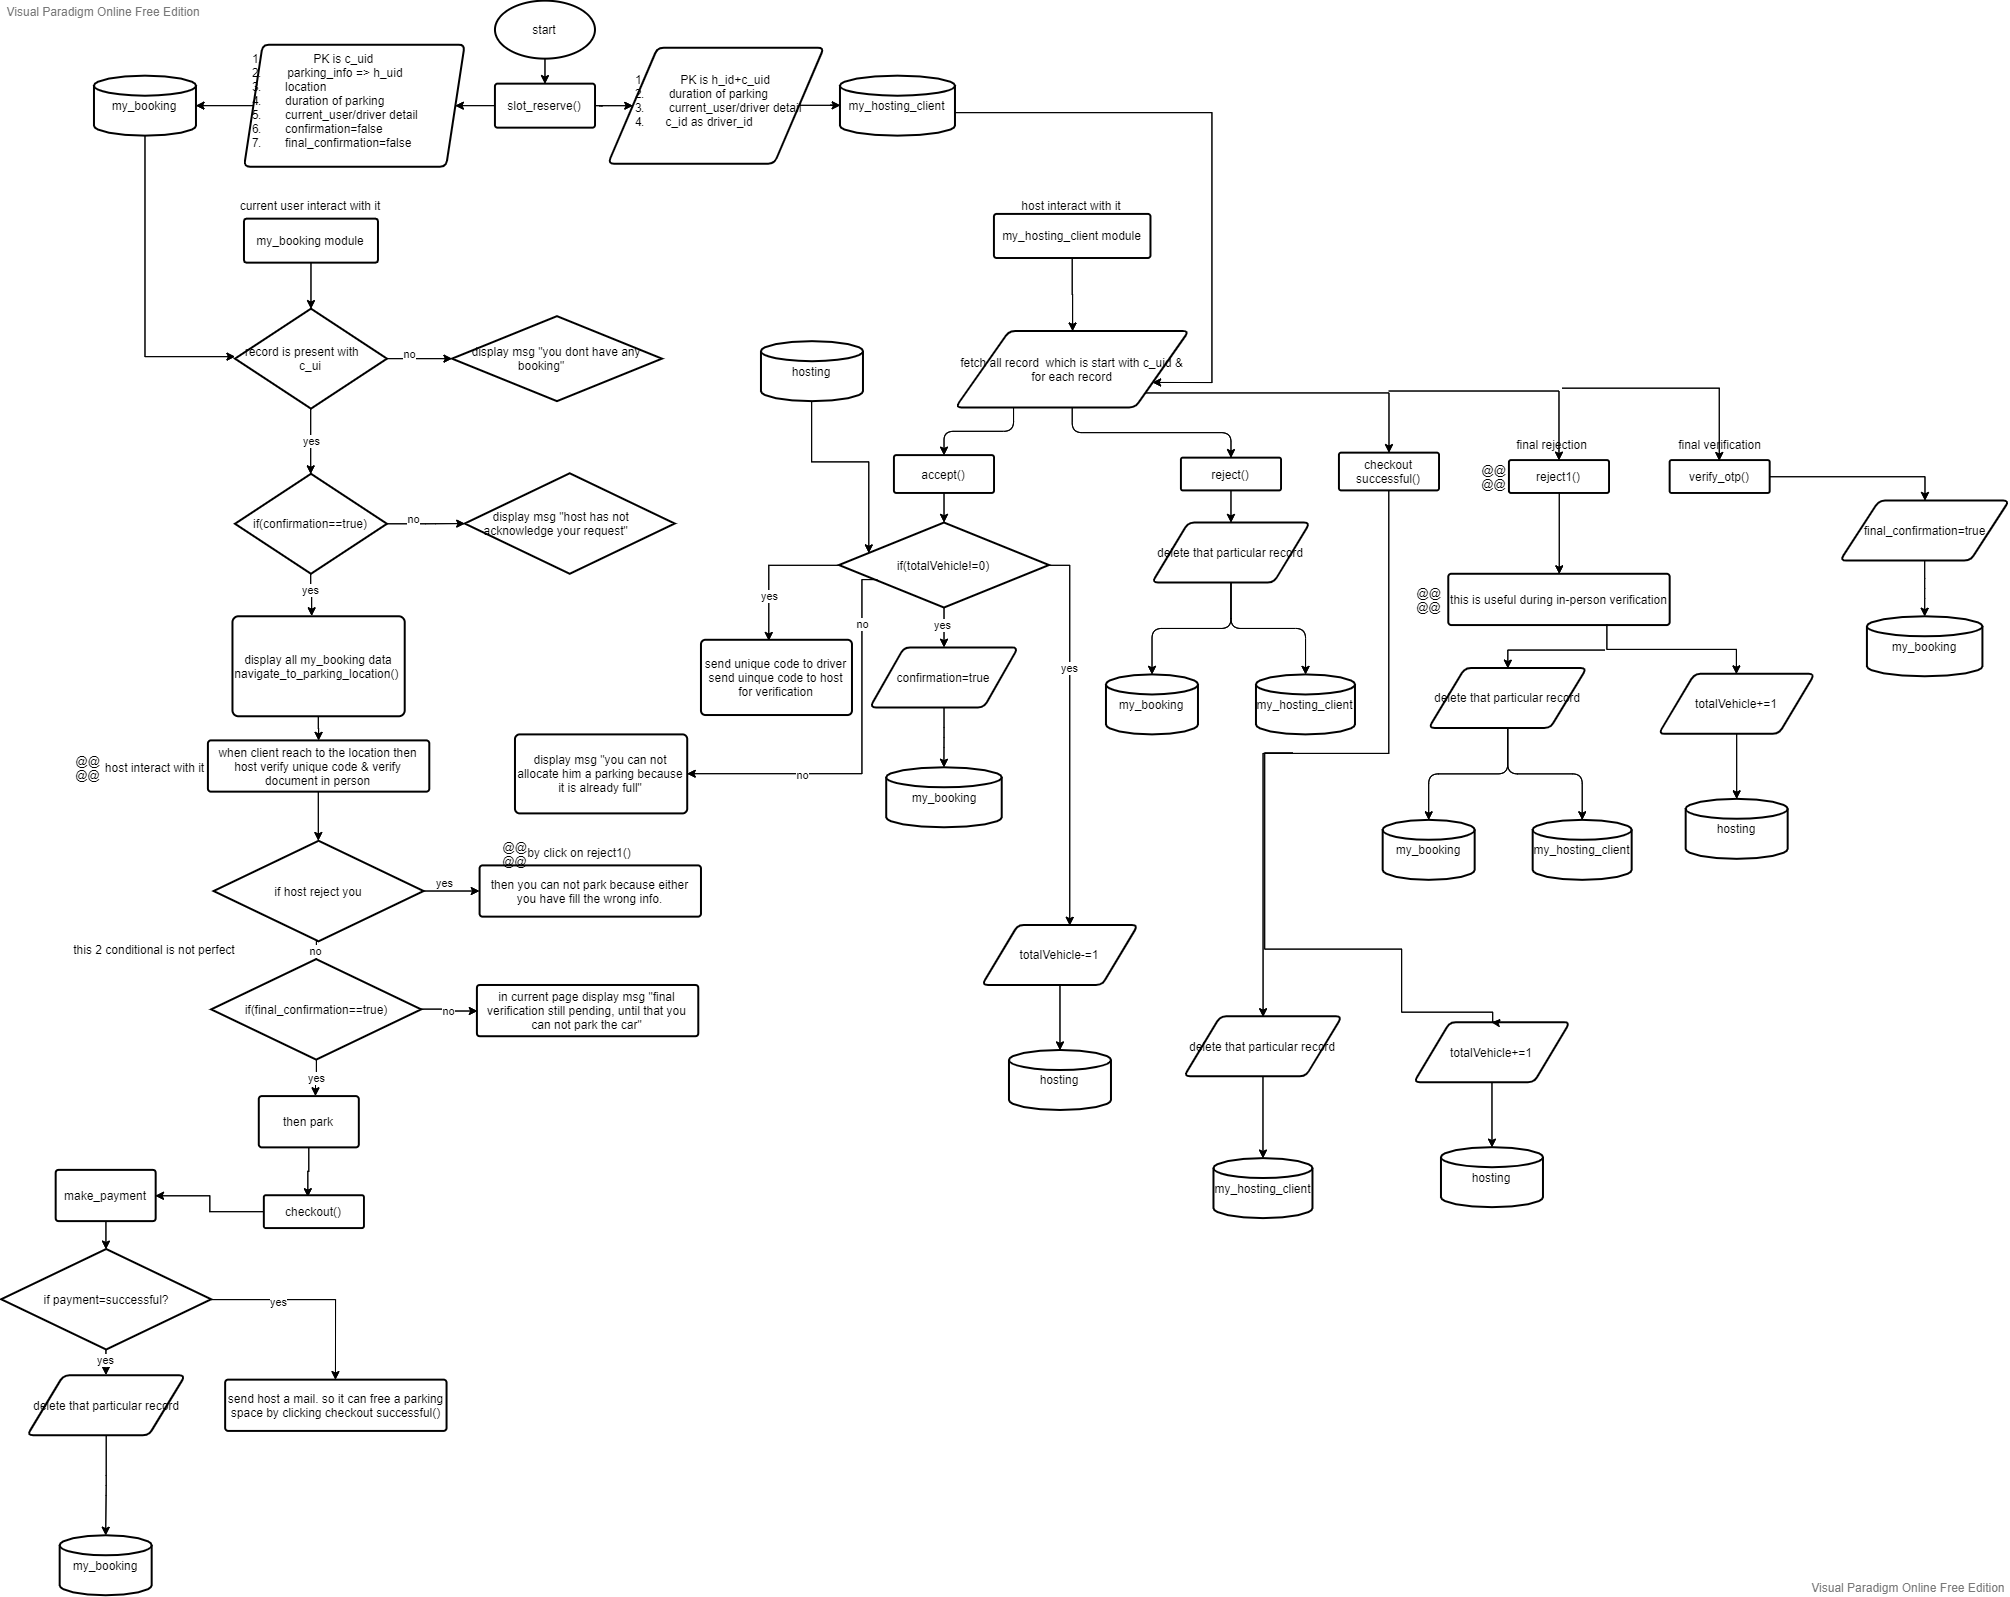 Visual Paradigm Online Free Edition
start
1. PK is c_uid
2. parking_info => h_uid
3. location
4. duration of parking
5. current_user/driver detail
6. confirmation=false
7. final_confirmation=false
my_booking
slot_reserve()
1. PK is h_id+c_uid
2. duration of parking
3. current_user/driver detail
4. c_id as driver_id
my_hosting_client
current user interact with it
my_booking module
host interact with it
my_hosting_client module
record is present with
c_ui
no
display msg "you dont have any
booking"
hosting
fetch all record which is start with c_uid &
for each record
yes
accept()
reject()
checkout
successful()
final rejection
@@
@@
reject1()
final verification
verify_otp()
if(confirmation==true)
no
display msg "host has not
acknowledge your request"
final_confirmation=true
my_booking
if(totalVehicle!=0)
delete that particular record
@@
@@
this is useful during in-person verification
yes
yes
no
yes
yes
send unique code to driver
send uinque code to host
for verification
confirmation=true
my_booking
my_booking
my_hosting_client
delete that particular record
totalVehicle+=1
my_booking
my_hosting_client
hosting
display all my_booking data
navigate_to_parking_location()
@@
@@
host interact with it
when client reach to the location then
host verify unique code & verify
document in person
display msg "you can not
allocate him a parking because
it is already full"
no
if host reject you
yes
@@
@@
by click on reject1()
then you can not park because either
you have fill the wrong info.
this 2 conditional is not perfect
no
if(final_confirmation==true)
no
in current page display msg "final
verification still pending, until that you
can not park the car"
totalVehicle-=1
hosting
delete that particular record
my_hosting_client
totalVehicle+=1
hosting
yes
then park
checkout()
make_payment
if payment=successful?
yes
yes
delete that particular record
send host a mail. so it can free a parking
space by clicking checkout successful()
my_booking
Visual Paradigm Online Free Edition